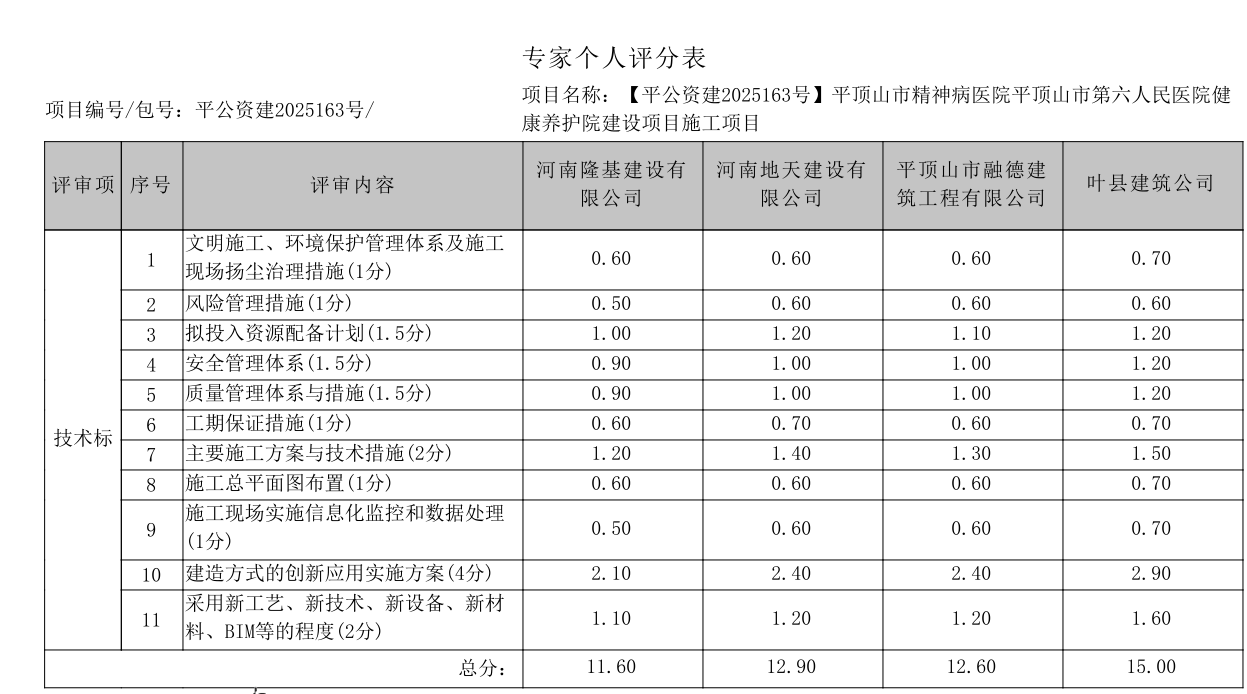 专家个人评分表
项目编号/包号：平公资建2025163号/
项目名称：【平公资建2025163号】平顶山市精神病医院平顶山市第六人民医院健
康养护院建设项目施工项目
评审项 序号 评审内容 河南隆基建设有限公司 河南地天建设有限公司 平顶山市融德建筑工程有限公司 叶县建筑公司
技术标
1 文明施工、环境保护管理体系及施工
现场扬尘治理措施(1分) 0.60 0.60 0.60 0.70
2 风险管理措施(1分) 0.50 0.60 0.60 0.60
3 拟投入资源配备计划(1.5分) 1.00 1.20 1.10 1.20
4 安全管理体系(1.5分) 0.90 1.00 1.00 1.20
5 质量管理体系与措施(1.5分) 0.90 1.00 1.00 1.20
6 工期保证措施(1分) 0.60 0.70 0.60 0.70
7 主要施工方案与技术措施(2分) 1.20 1.40 1.30 1.50
8 施工总平面图布置(1分) 0.60 0.60 0.60 0.70
9 施工现场实施信息化监控和数据处理
(1分) 0.50 0.60 0.60 0.70
10 建造方式的创新应用实施方案(4分) 2.10 2.40 2.40 2.90
11 采用新工艺、新技术、新设备、新材
料、BIM等的程度(2分) 1.10 1.20 1.20 1.60
总分： 11.60 12.90 12.60 15.00